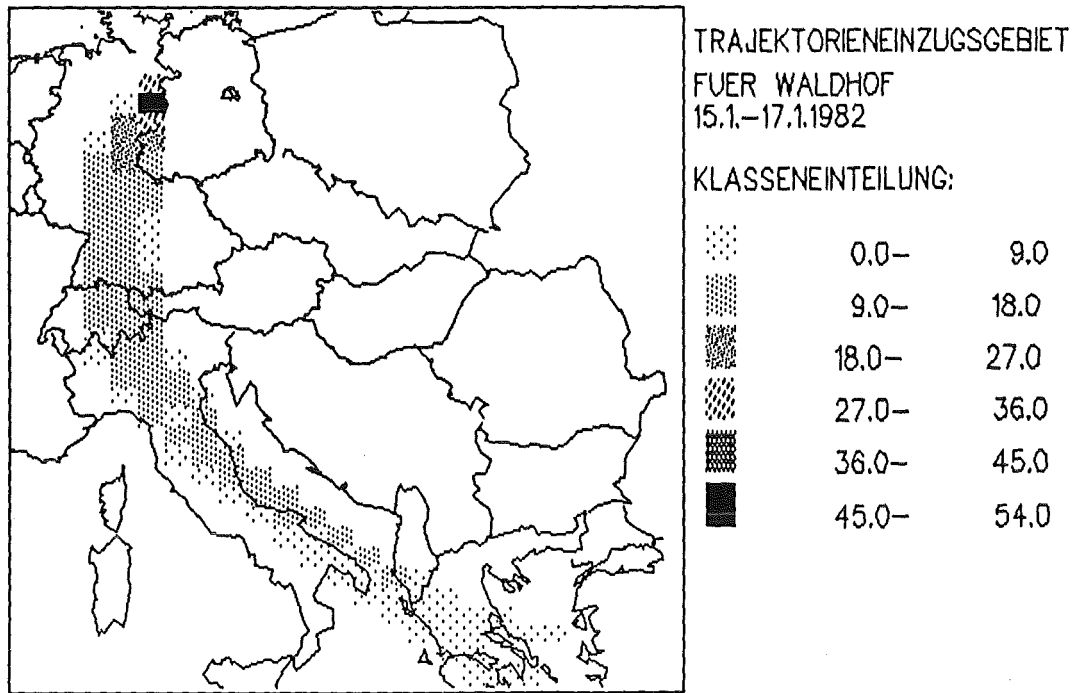 TRAJEKTORIENEINZUGSGEBIET
FUER WALDHOF
15.1.–17.1.1982
KLASSENEINTEILUNG:
0.0– 9.0
9.0– 18.0
18.0– 27.0
27.0– 36.0
36.0– 45.0
45.0– 54.0